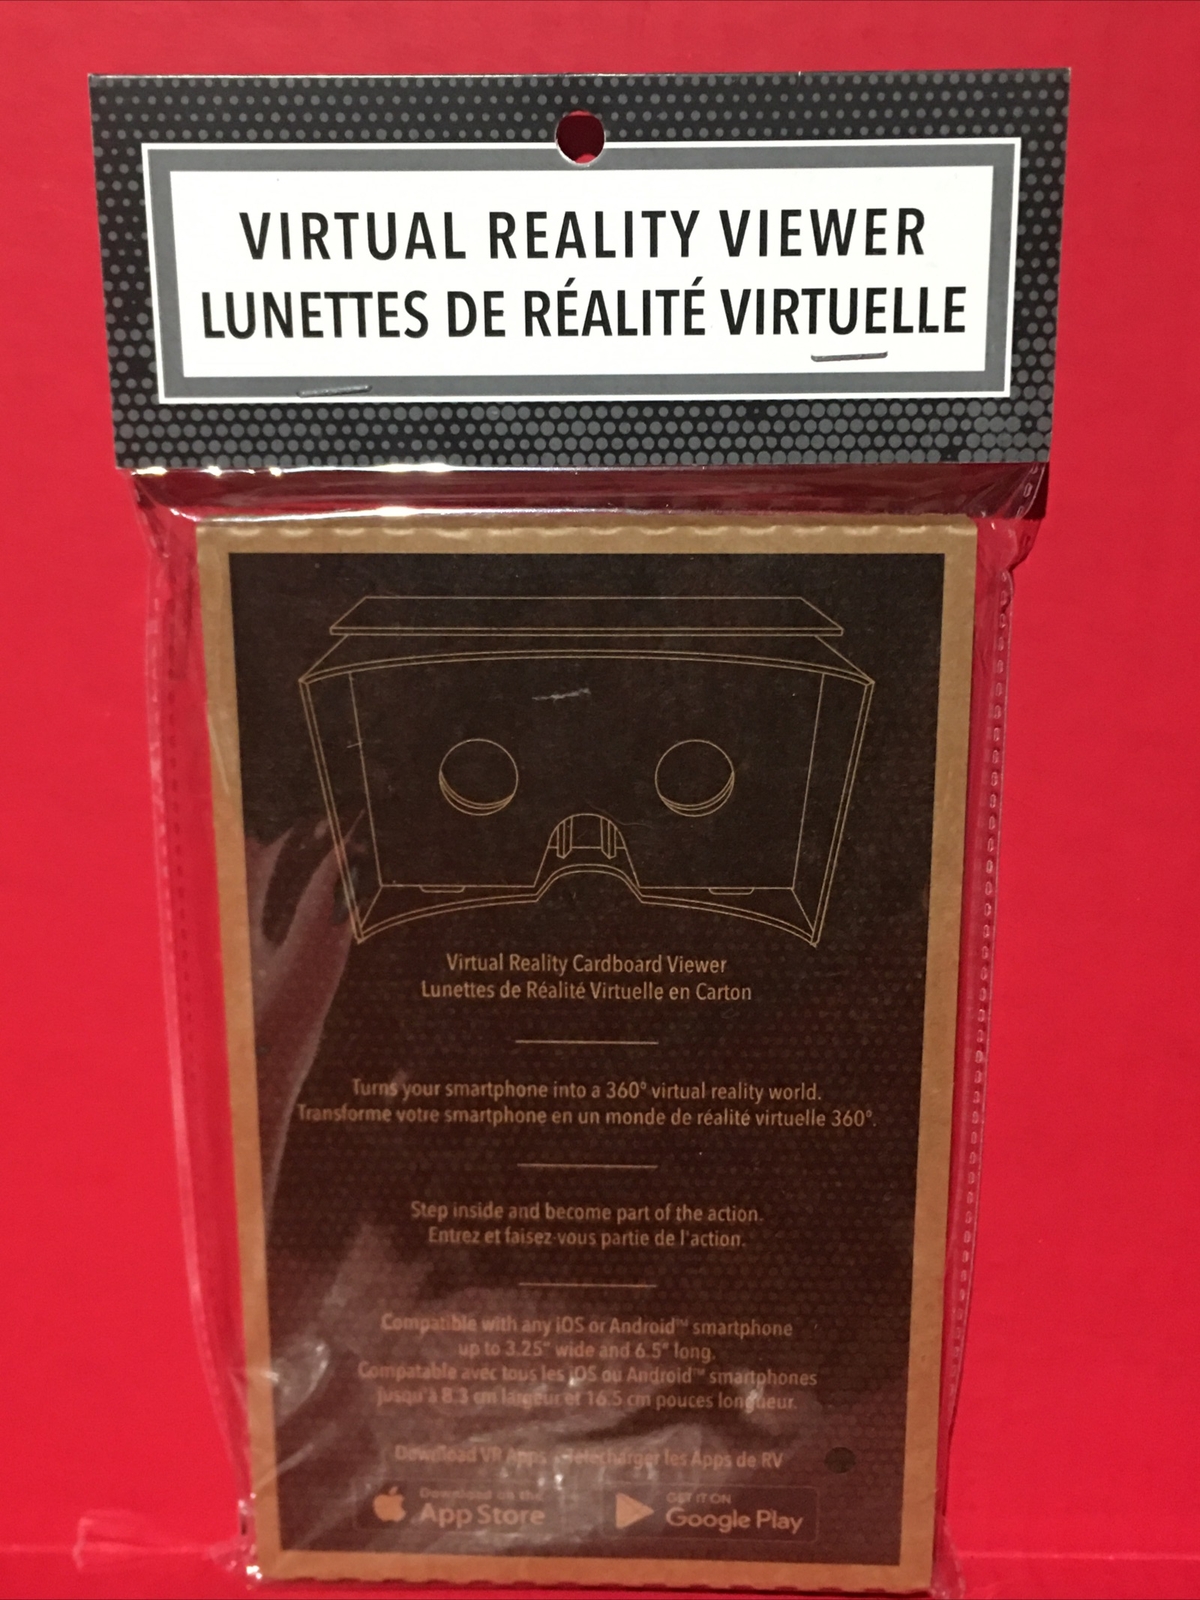 VIRTUAL REALITY VIEWER
LUNETTES DE RÉALITÉ VIRTUELLE
Virtual Reality Cardboard Viewer
Lunettes de Réalité Virtuelle en Carton
Turns your smartphone into a 360° virtual reality world.
Transforme votre smartphone en un monde de réalité virtuelle 360°.
Step inside and become part of the action.
Entrez et faisez-vous partie de l'action.
Compatible with any iOS or Android™ smartphone
up to 3.25" wide and 6.5" long.
Compatable avec tous les iOS ou Android™ smartphones
jusqu'à 8.3 cm largeur et 16.5 cm pouces longueur.
Download VR Apps - Telecharger les Apps de RV
Download on the
App Store
GET IT ON
Google Play